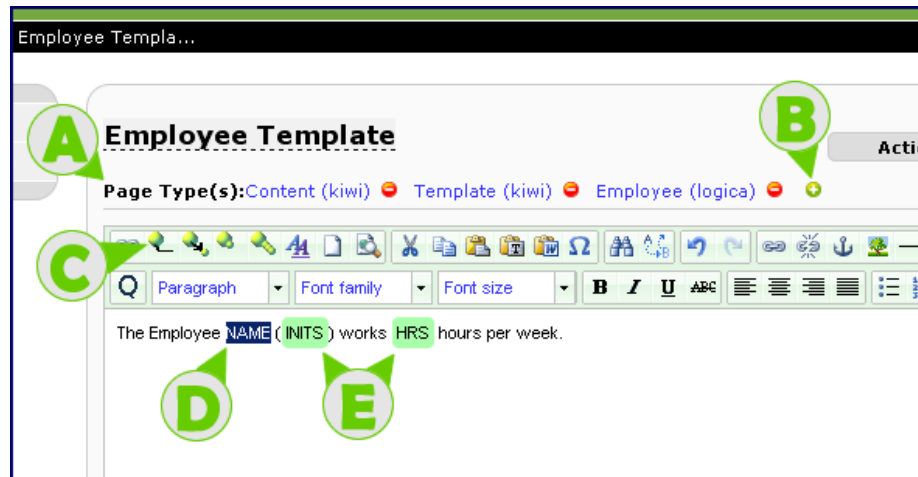 Employee Templa...
A
B
Employee Template
Acti
Page Type(s):Content (kiwi) Template (kiwi) Employee (logica)
C
Paragraph Font family Font size B I U ABC
The Employee NAME ( INITS ) works HRS hours per week.
D
E